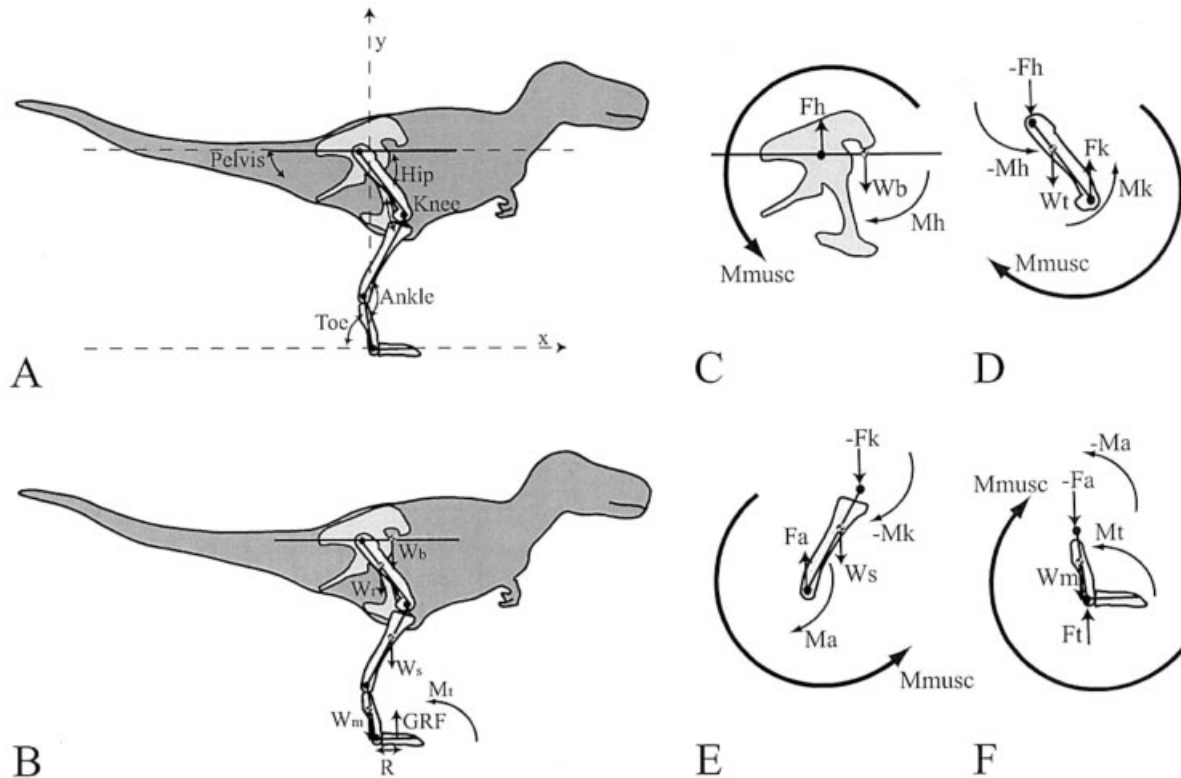 y
Pelvis
Hip
Knee
Ankle
Toe
x
A
Fh
Wb
Mh
Mmusc
C
-Fh
-Mh
Fk
Wt
Mk
Mmusc
D
Wb
Wt
Ws
Mt
Wm
GRF
R
B
-Fk
Fa
-Mk
Ws
Ma
Mmusc
E
-Ma
Mmusc
-Fa
Mt
Wm
Ft
F